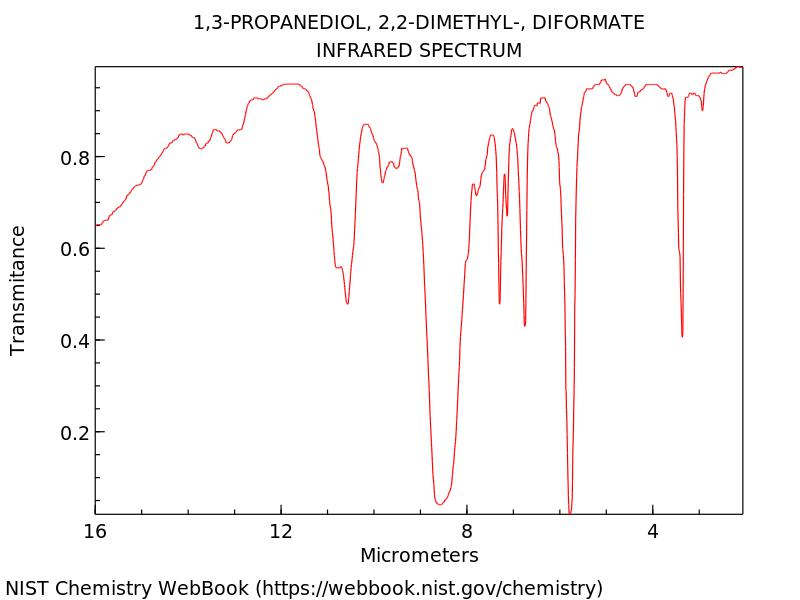 1,3-PROPANEDIOL, 2,2-DIMETHYL-, DIFORMATE
INFRARED SPECTRUM
0.8
0.6
0.4
0.2
Transmitance
16 12 8 4
Micrometers
NIST Chemistry WebBook (https://webbook.nist.gov/chemistry)